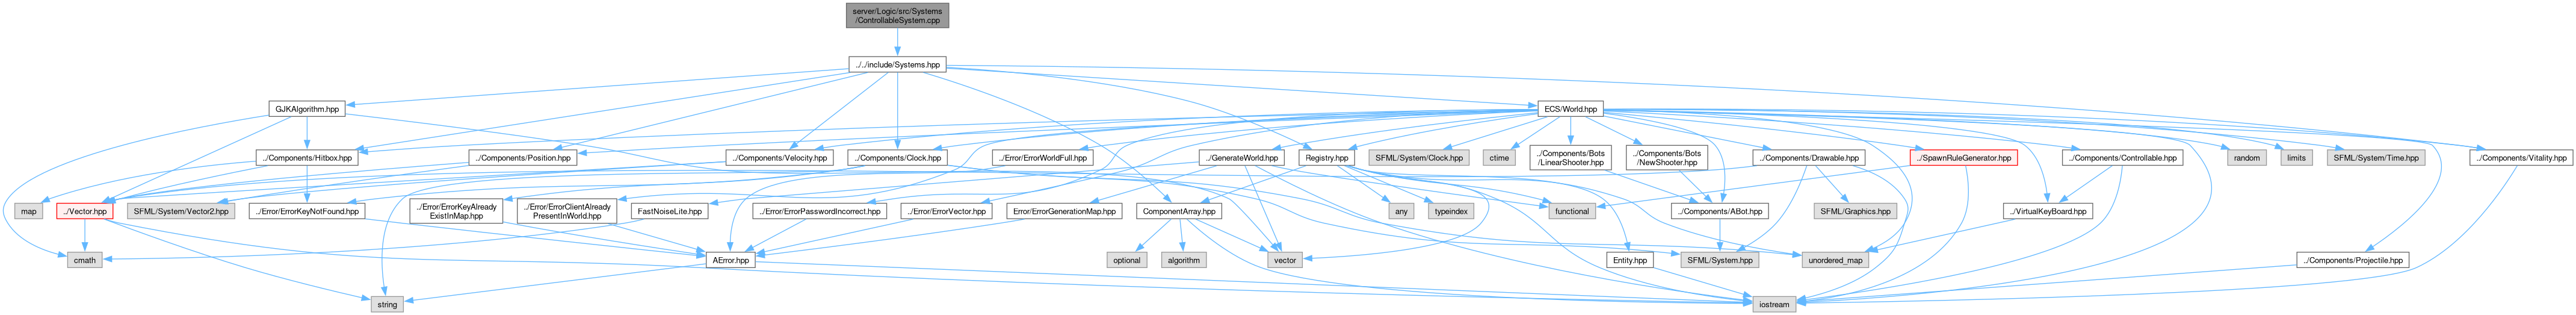 server/Logic/src/Systems
/ControllableSystem.cpp
../../include/Systems.hpp
GJKAlgorithm.hpp
ECS/World.hpp
../Components/Hitbox.hpp
../Components/Position.hpp
../Components/Velocity.hpp
../Components/Clock.hpp
../Error/ErrorWorldFull.hpp
../GenerateWorld.hpp
Registry.hpp
SFML/System/Clock.hpp
ctime
../Components/Bots
/LinearShooter.hpp
../Components/Bots
/NewShooter.hpp
../Components/Drawable.hpp
../SpawnRuleGenerator.hpp
../Components/Controllable.hpp
random
limits
SFML/System/Time.hpp
../Components/Vitality.hpp
map
../Vector.hpp
SFML/System/Vector2.hpp
../Error/ErrorKeyNotFound.hpp
../Error/ErrorKeyAlready
ExistInMap.hpp
../Error/ErrorClientAlready
PresentInWorld.hpp
FastNoiseLite.hpp
../Error/ErrorPasswordIncorrect.hpp
../Error/ErrorVector.hpp
Error/ErrorGenerationMap.hpp
ComponentArray.hpp
any
typeindex
functional
../Components/ABot.hpp
SFML/Graphics.hpp
../VirtualKeyBoard.hpp
cmath
AError.hpp
optional
algorithm
vector
Entity.hpp
SFML/System.hpp
unordered_map
../Components/Projectile.hpp
string
iostream